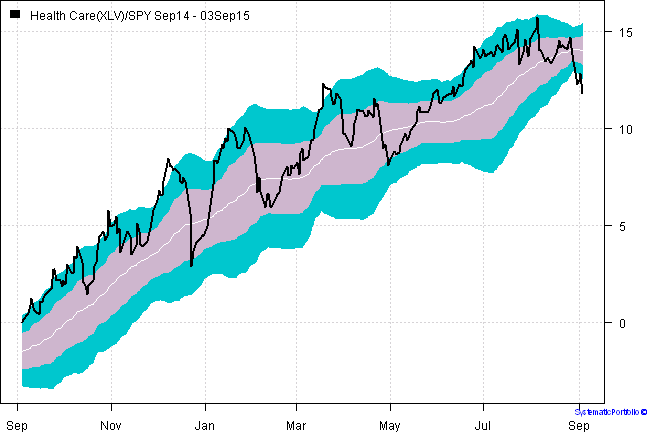 Health Care(XLV)/SPY Sep14 - 03Sep15
15
10
5
0
SystematicPortfolio ©
Sep Nov Jan Mar May Jul Sep